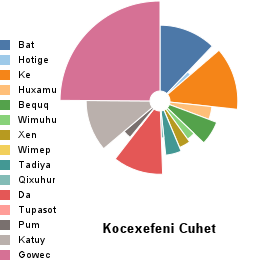 Bat
Hotige
Ke
Huxamu
Bequq
Wimuhu
Xen
Wimep
Tadiya
Qixuhur
Da
Tupasot
Pum
Katuy
Gowec
Kocexefeni Cuhet